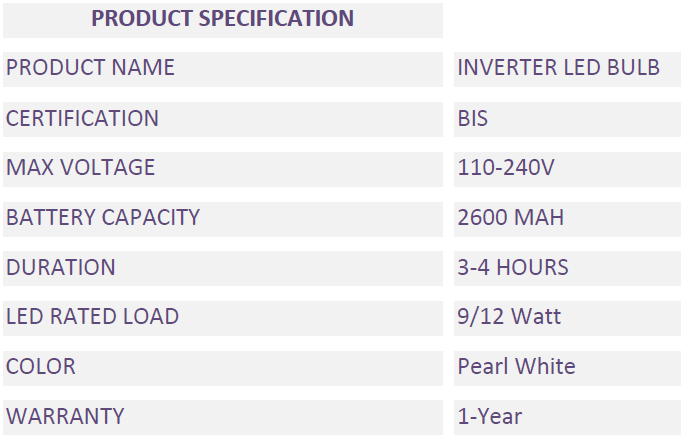 PRODUCT SPECIFICATION
PRODUCT NAME INVERTER LED BULB
CERTIFICATION BIS
MAX VOLTAGE 110-240V
BATTERY CAPACITY 2600 MAH
DURATION 3-4 HOURS
LED RATED LOAD 9/12 Watt
COLOR Pearl White
WARRANTY 1-Year